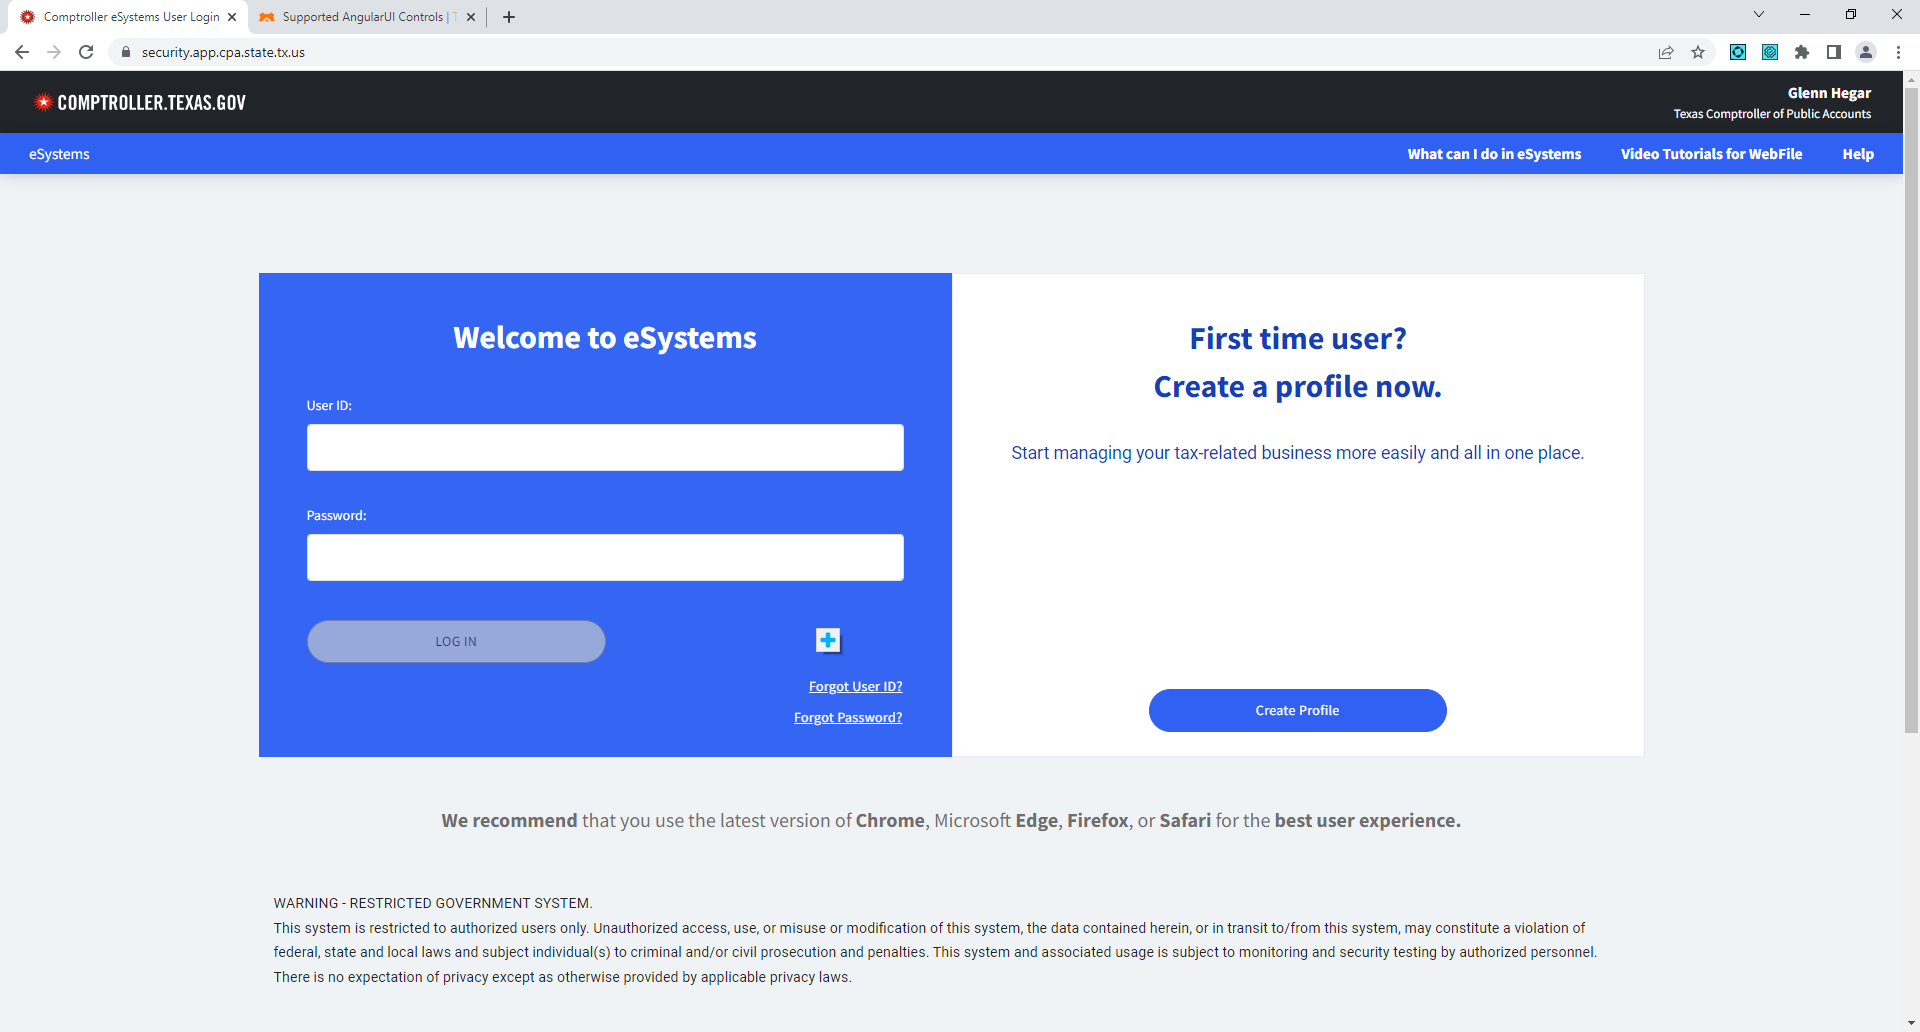 Comptroller eSystems User Login
Supported AngularUI Controls |
security.app.cpa.state.tx.us
COMPTROLLER.TEXAS.GOV
Glenn Hegar
Texas Comptroller of Public Accounts
eSystems
What can I do in eSystems
Video Tutorials for WebFile
Help
Welcome to eSystems
User ID:
Password:
LOG IN
Forgot User ID?
Forgot Password?
First time user?
Create a profile now.
Start managing your tax-related business more easily and all in one place.
Create Profile
We recommend that you use the latest version of Chrome, Microsoft Edge, Firefox, or Safari for the best user experience.
WARNING - RESTRICTED GOVERNMENT SYSTEM.
This system is restricted to authorized users only. Unauthorized access, use, or misuse or modification of this system, the data contained herein, or in transit to/from this system, may constitute a violation of
federal, state and local laws and subject individual(s) to criminal and/or civil prosecution and penalties. This system and associated usage is subject to monitoring and security testing by authorized personnel.
There is no expectation of privacy except as otherwise provided by applicable privacy laws.